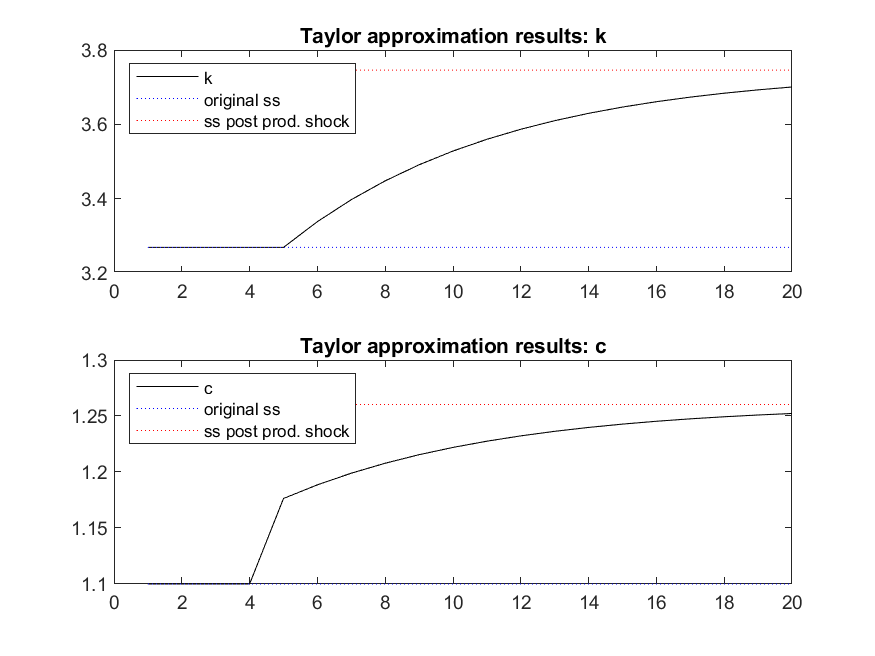 Taylor approximation results: k
3.8
3.6
3.4
3.2
k
original ss
ss post prod. shock
0 2 4 6 8 10 12 14 16 18 20
Taylor approximation results: c
1.3
1.25
1.2
1.15
1.1
c
original ss
ss post prod. shock
0 2 4 6 8 10 12 14 16 18 20